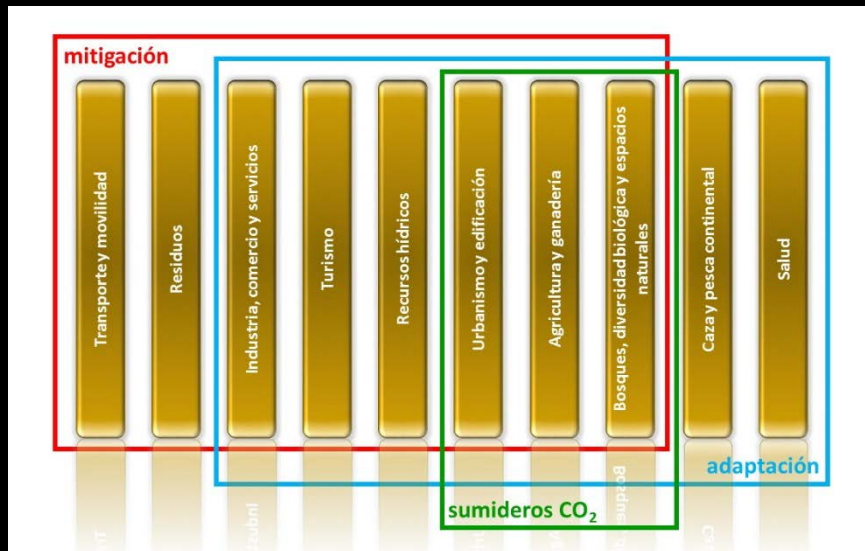 mitigación
Transporte y movilidad
Residuos
Industria, comercio y servicios
Turismo
Recursos hídricos
Urbanismo y edificación
Agricultura y ganadería
Bosques, diversidad biológica y espacios
naturales
Caza y pesca continental
Salud
adaptación
sumideros CO₂